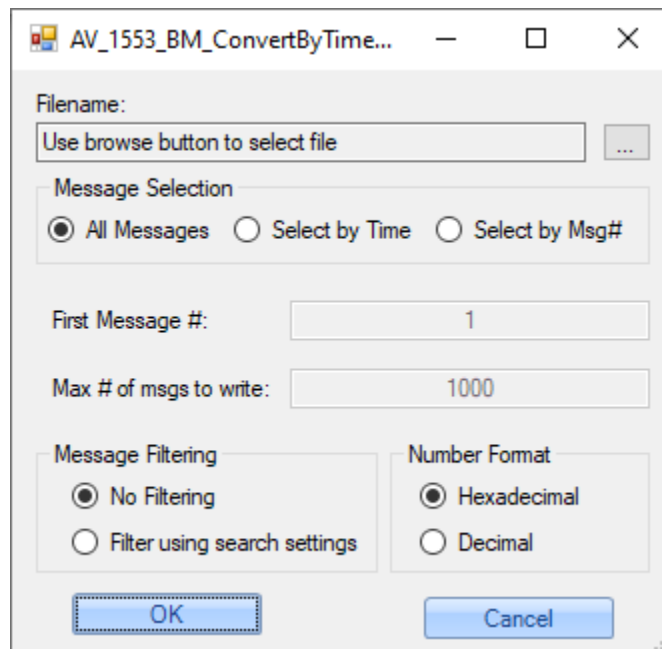 AV_1553_BM_ConvertByTime...
Filename:
Use browse button to select file ...
Message Selection
All Messages Select by Time Select by Msg#
First Message #: 1
Max # of msgs to write: 1000
Message Filtering Number Format
No Filtering Hexadecimal
Filter using search settings Decimal
OK Cancel